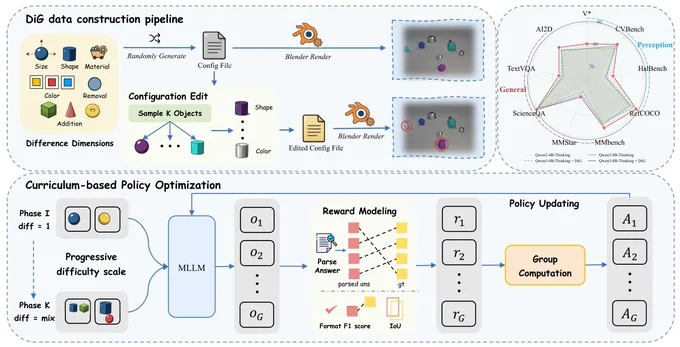 DiG data construction pipeline
Size Shape Material
Color Removal
Addition
Difference Dimensions
Randomly Generate
Config File
Blender Render
Configuration Edit
Sample K Objects
Shape
Color
Edited Config File
Blender Render
V*
CVBench
Perception
HalBench
RefCOCO
MMbench
MMStar
ScienceQA
General
TextVQA
AI2D
Curriculum-based Policy Optimization
Phase I
diff = 1
Progressive
difficulty scale
Phase K
diff = mix
MLLM
o1
o2
oG
Reward Modeling
Parse
Answer
parsed ans gt
Format F1 score IoU
r1
r2
rG
Policy Updating
Group
Computation
A1
A2
AG